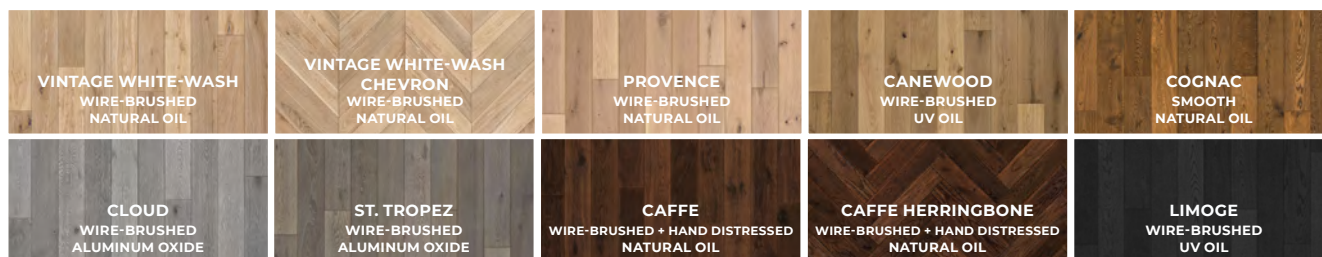 VINTAGE WHITE-WASH
WIRE-BRUSHED
NATURAL OIL
VINTAGE WHITE-WASH
CHEVRON
WIRE-BRUSHED
NATURAL OIL
PROVENCE
WIRE-BRUSHED
NATURAL OIL
CANEWOOD
WIRE-BRUSHED
UV OIL
COGNAC
SMOOTH
NATURAL OIL
CLOUD
WIRE-BRUSHED
ALUMINUM OXIDE
ST. TROPEZ
WIRE-BRUSHED
ALUMINUM OXIDE
CAFFE
WIRE-BRUSHED + HAND DISTRESSED
NATURAL OIL
CAFFE HERRINGBONE
WIRE-BRUSHED + HAND DISTRESSED
NATURAL OIL
LIMOGE
WIRE-BRUSHED
UV OIL